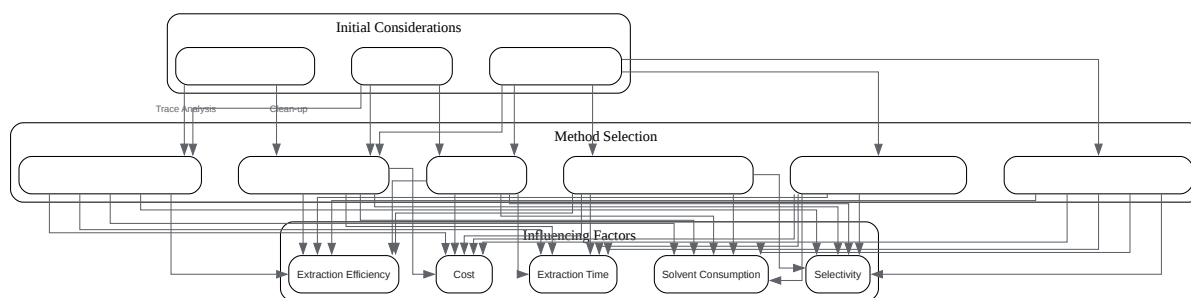 Initial Considerations
Trace Analysis
Clean-up
Method Selection
Influencing Factors
Extraction Efficiency
Cost
Extraction Time
Solvent Consumption
Selectivity